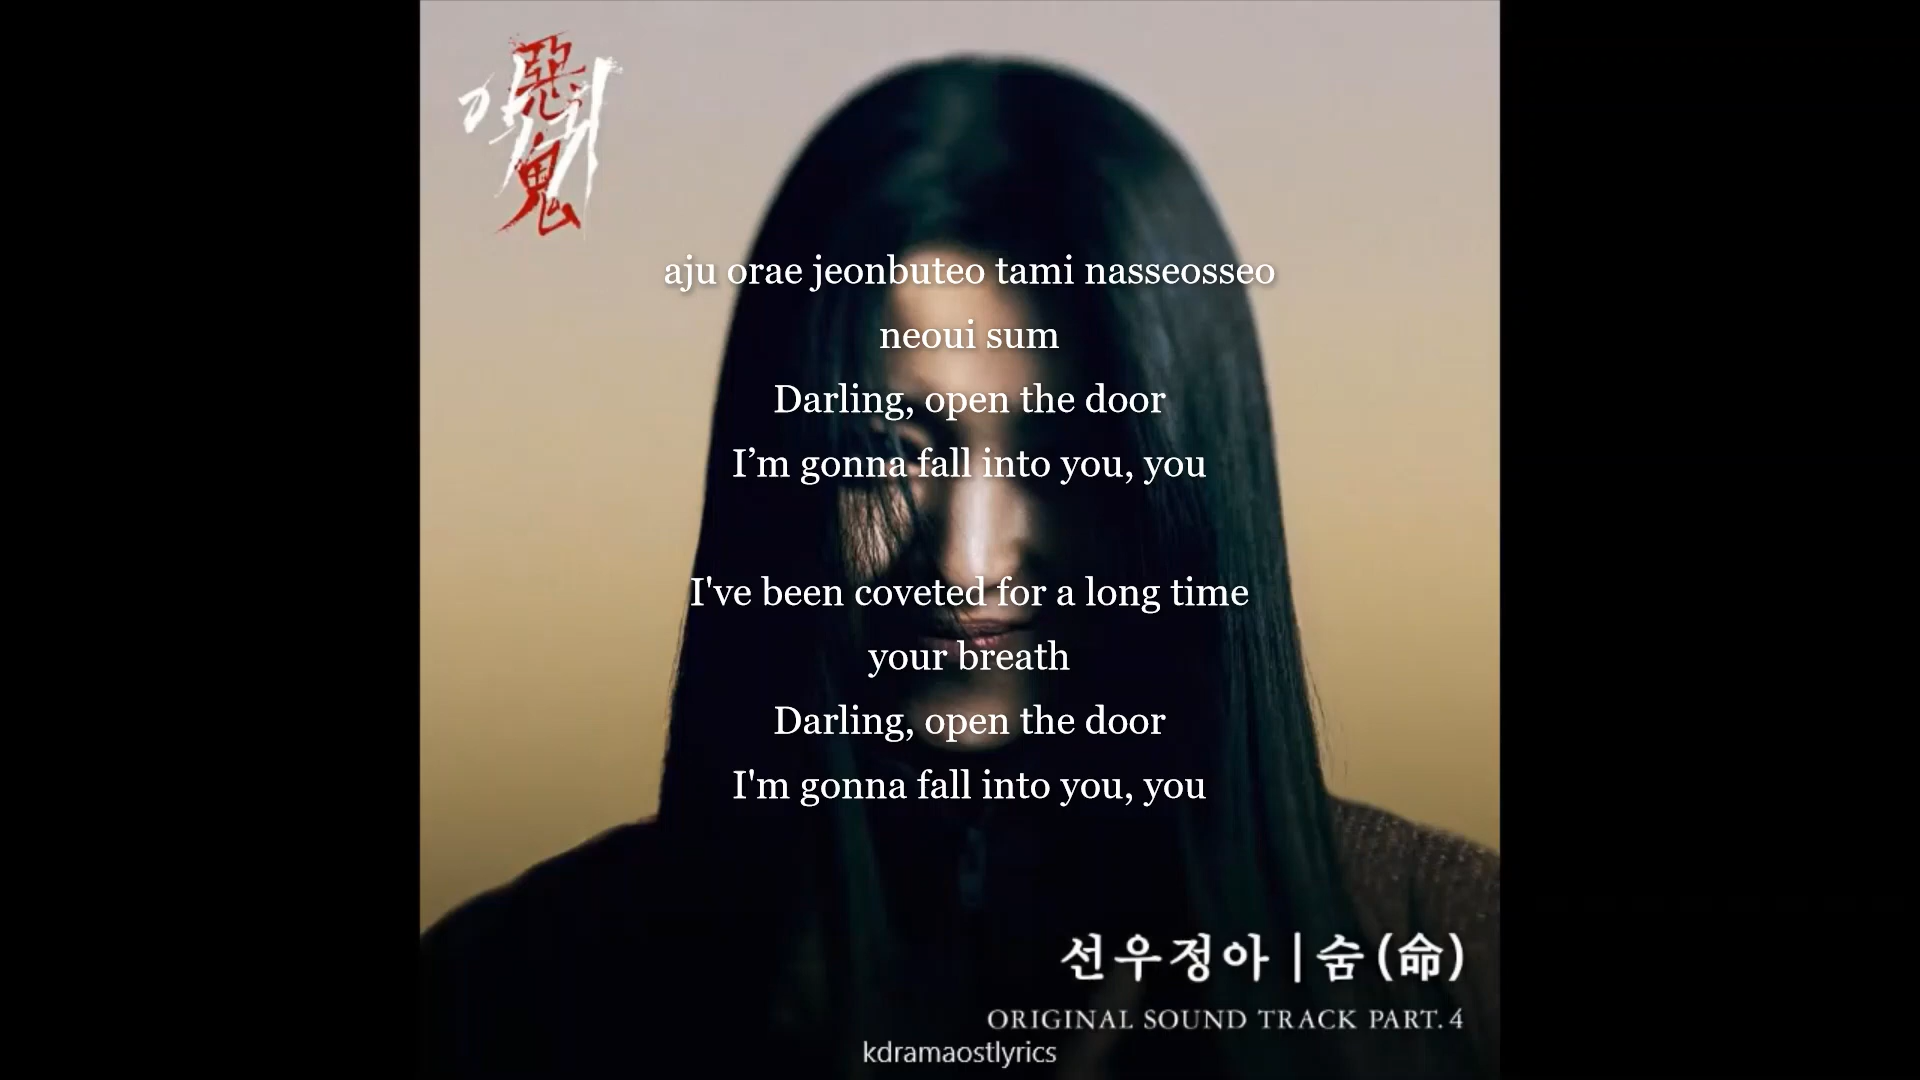 악귀
惡鬼
aju orae jeonbuteo tami nasseosseo
neoui sum
Darling, open the door
I’m gonna fall into you, you
I've been coveted for a long time
your breath
Darling, open the door
I'm gonna fall into you, you
선우정아 | 숨(命)
ORIGINAL SOUND TRACK PART.4
kdramaostlyrics